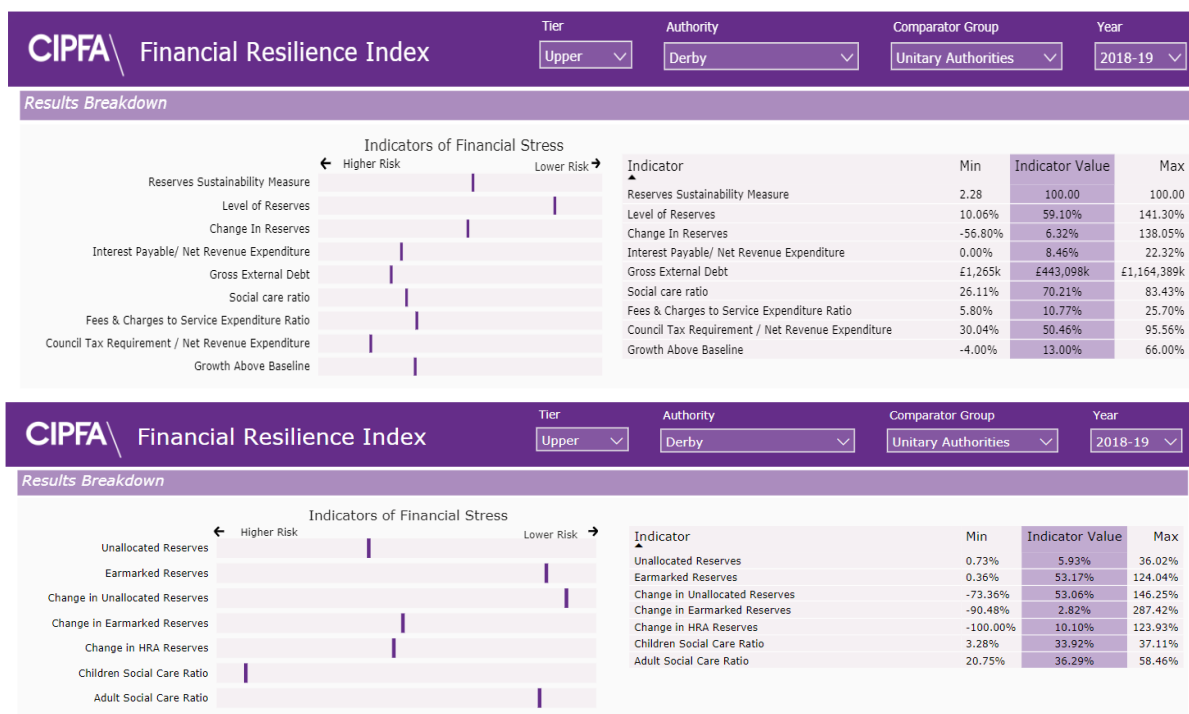 Tier Authority Comparator Group Year
CIPFA Financial Resilience Index Upper Derby Unitary Authorities 2018-19
Results Breakdown
Indicators of Financial Stress
Higher Risk Lower Risk
Reserves Sustainability Measure
Level of Reserves
Change In Reserves
Interest Payable/ Net Revenue Expenditure
Gross External Debt
Social care ratio
Fees & Charges to Service Expenditure Ratio
Council Tax Requirement / Net Revenue Expenditure
Growth Above Baseline
Indicator Min Indicator Value Max
Reserves Sustainability Measure 2.28 100.00 100.00
Level of Reserves 10.06% 59.10% 141.30%
Change In Reserves -56.80% 6.32% 138.05%
Interest Payable/ Net Revenue Expenditure 0.00% 8.46% 22.32%
Gross External Debt £1,265k £443,098k £1,164,389k
Social care ratio 26.11% 70.21% 83.43%
Fees & Charges to Service Expenditure Ratio 5.80% 10.77% 25.70%
Council Tax Requirement / Net Revenue Expenditure 30.04% 50.46% 95.56%
Growth Above Baseline -4.00% 13.00% 66.00%
Tier Authority Comparator Group Year
CIPFA Financial Resilience Index Upper Derby Unitary Authorities 2018-19
Results Breakdown
Indicators of Financial Stress
Higher Risk Lower Risk
Unallocated Reserves
Earmarked Reserves
Change in Unallocated Reserves
Change in Earmarked Reserves
Change in HRA Reserves
Children Social Care Ratio
Adult Social Care Ratio
Indicator Min Indicator Value Max
Unallocated Reserves 0.73% 5.93% 36.02%
Earmarked Reserves 0.36% 53.17% 124.04%
Change in Unallocated Reserves -73.36% 53.06% 146.25%
Change in Earmarked Reserves -90.48% 2.82% 287.42%
Change in HRA Reserves -100.00% 10.10% 123.93%
Children Social Care Ratio 3.28% 33.92% 37.11%
Adult Social Care Ratio 20.75% 36.29% 58.46%